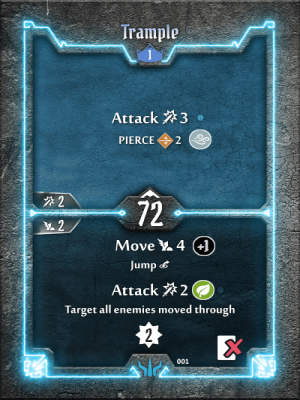 Trample
1
Attack 3
PIERCE 2
2
72
2
Move 4 +1
Jump
Attack 2
Target all enemies moved through
2
001